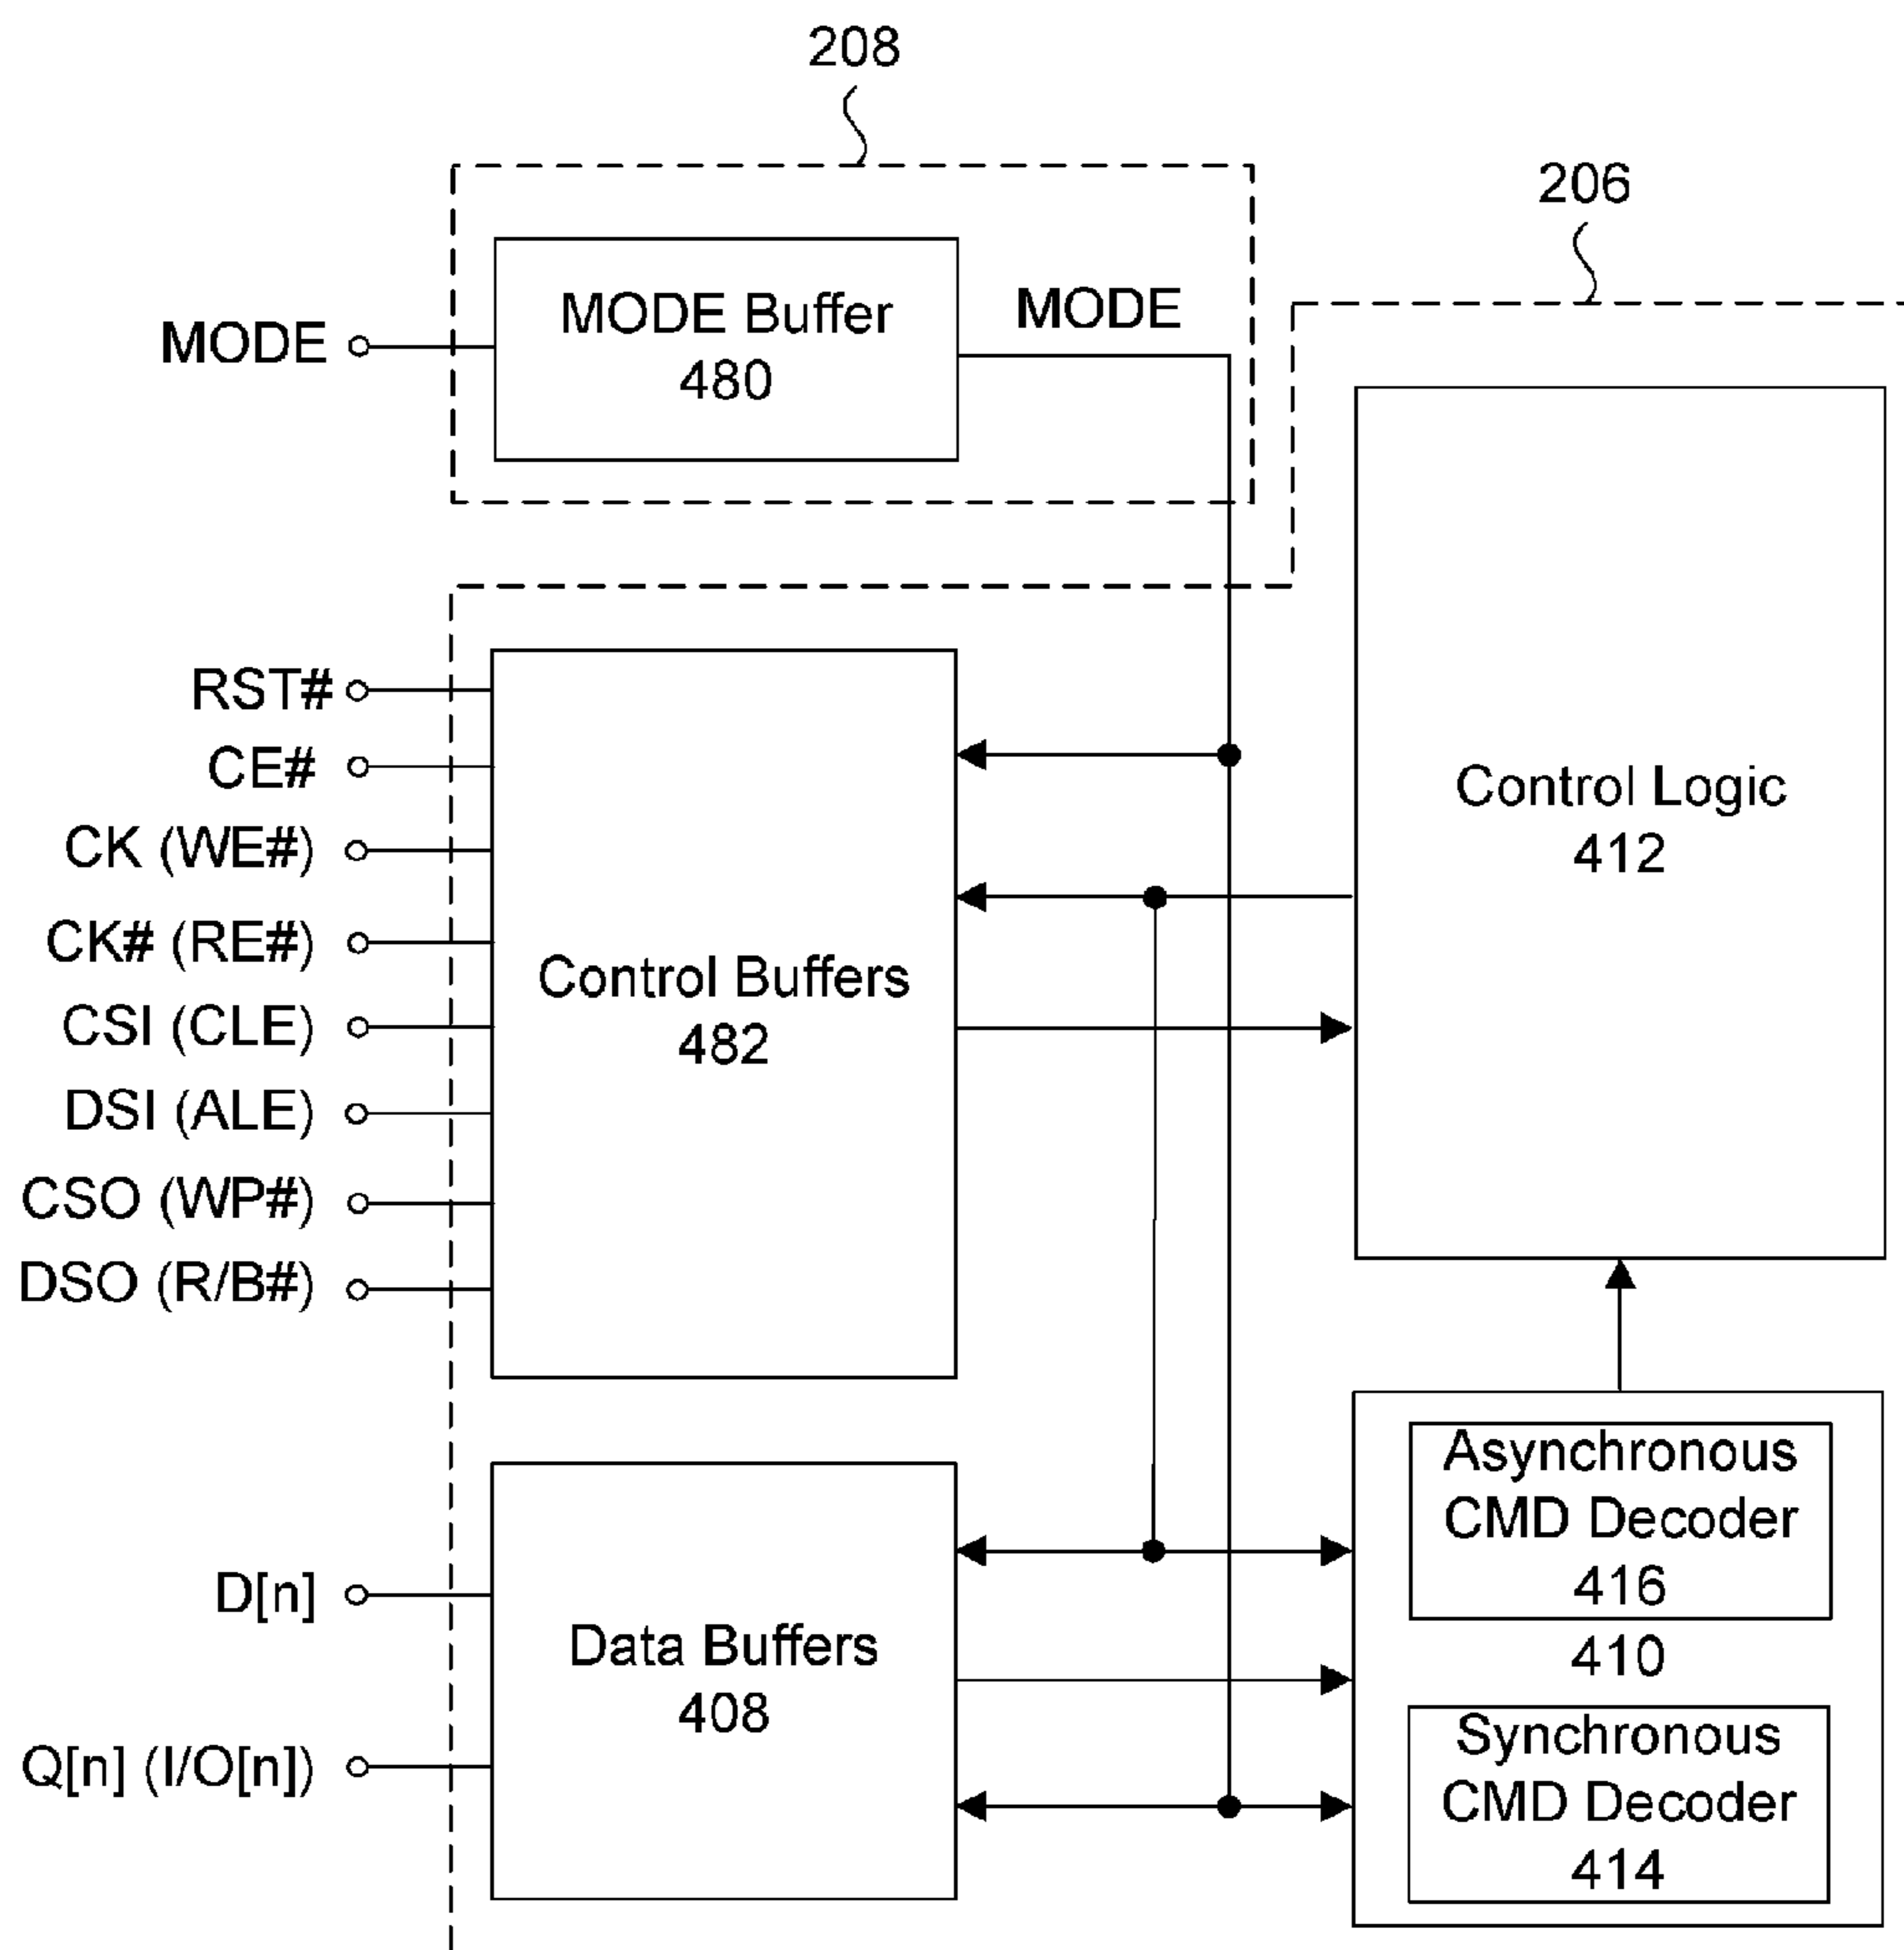 208
206
MODE
MODE Buffer
480
MODE
RST#
CE#
CK (WE#)
CK# (RE#)
CSI (CLE)
DSI (ALE)
CSO (WP#)
DSO (R/B#)
Control Buffers
482
Control Logic
412
D[n]
Q[n] (I/O[n])
Data Buffers
408
Asynchronous
CMD Decoder
416
410
Synchronous
CMD Decoder
414